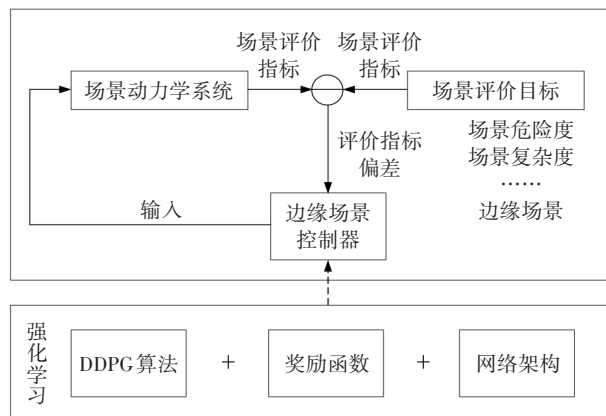 场景评价
指标
场景评价
指标
场景动力学系统
场景评价目标
场景危险度
场景复杂度
……
边缘场景
评价指标
偏差
输入
边缘场景
控制器
强化学习
DDPG算法
+
奖励函数
+
网络架构